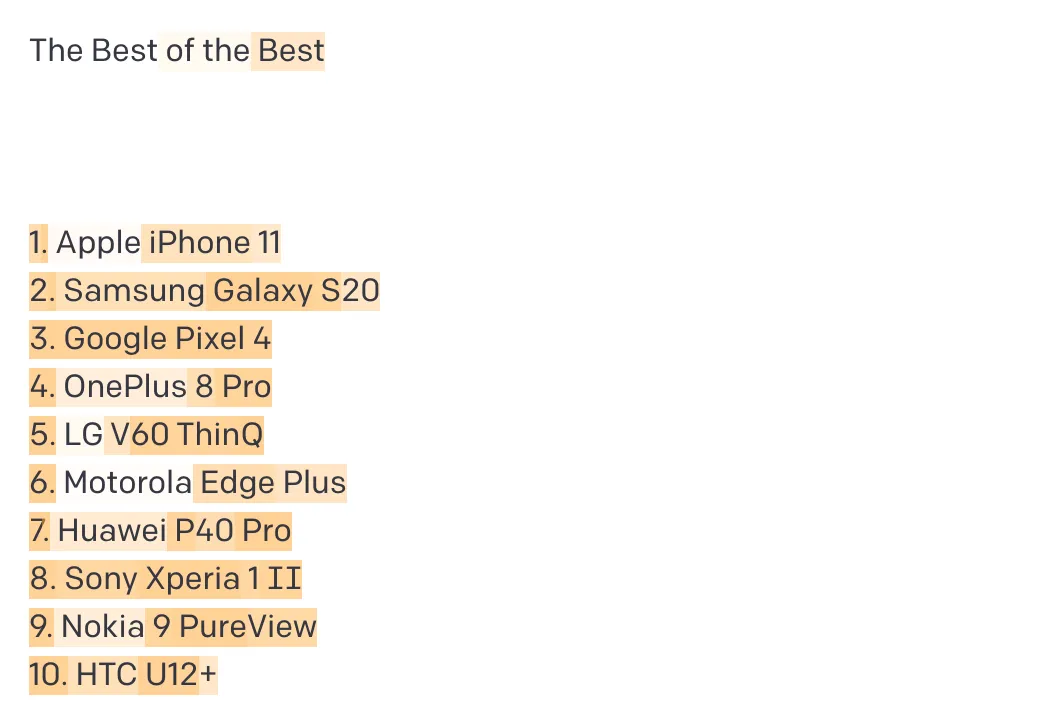 The Best of the Best
1. Apple iPhone 11
2. Samsung Galaxy S20
3. Google Pixel 4
4. OnePlus 8 Pro
5. LG V60 ThinQ
6. Motorola Edge Plus
7. Huawei P40 Pro
8. Sony Xperia 1 II
9. Nokia 9 PureView
10. HTC U12+